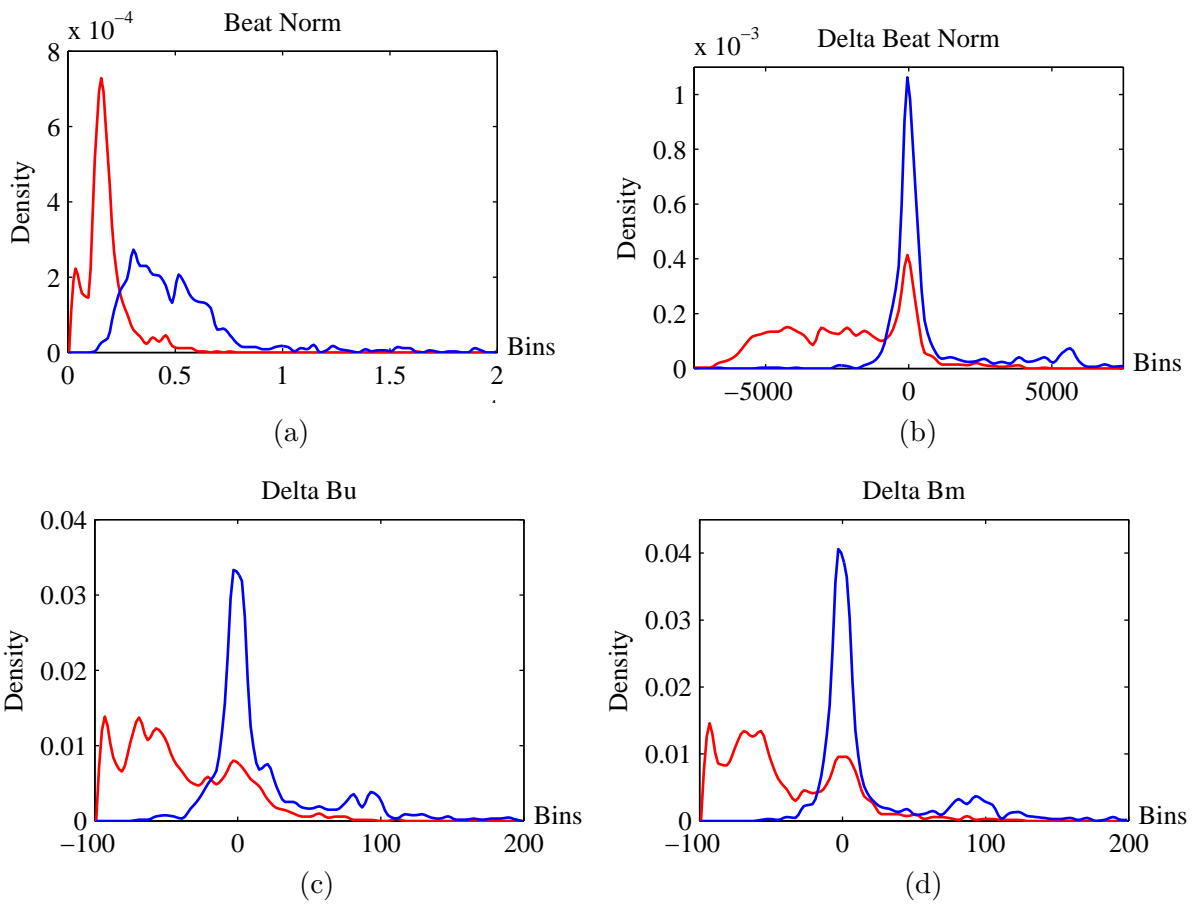 x 10⁻⁴
Beat Norm
8
6
4
2
0
Density
0
0.5
1
1.5
2
Bins
(a)
x 10⁻³
Delta Beat Norm
1
0.8
0.6
0.4
0.2
0
Density
−5000
0
5000
Bins
(b)
Delta Bu
0.04
0.03
0.02
0.01
0
Density
−100
0
100
200
Bins
(c)
Delta Bm
0.04
0.03
0.02
0.01
0
Density
−100
0
100
200
Bins
(d)